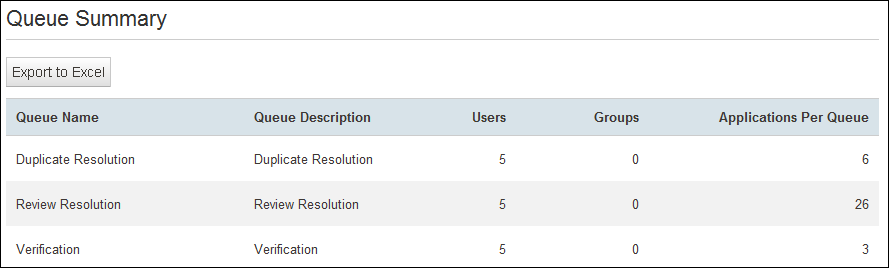 Queue Summary
Export to Excel
Queue Name Queue Description Users Groups Applications Per Queue
Duplicate Resolution Duplicate Resolution 5 0 6
Review Resolution Review Resolution 5 0 26
Verification Verification 5 0 3